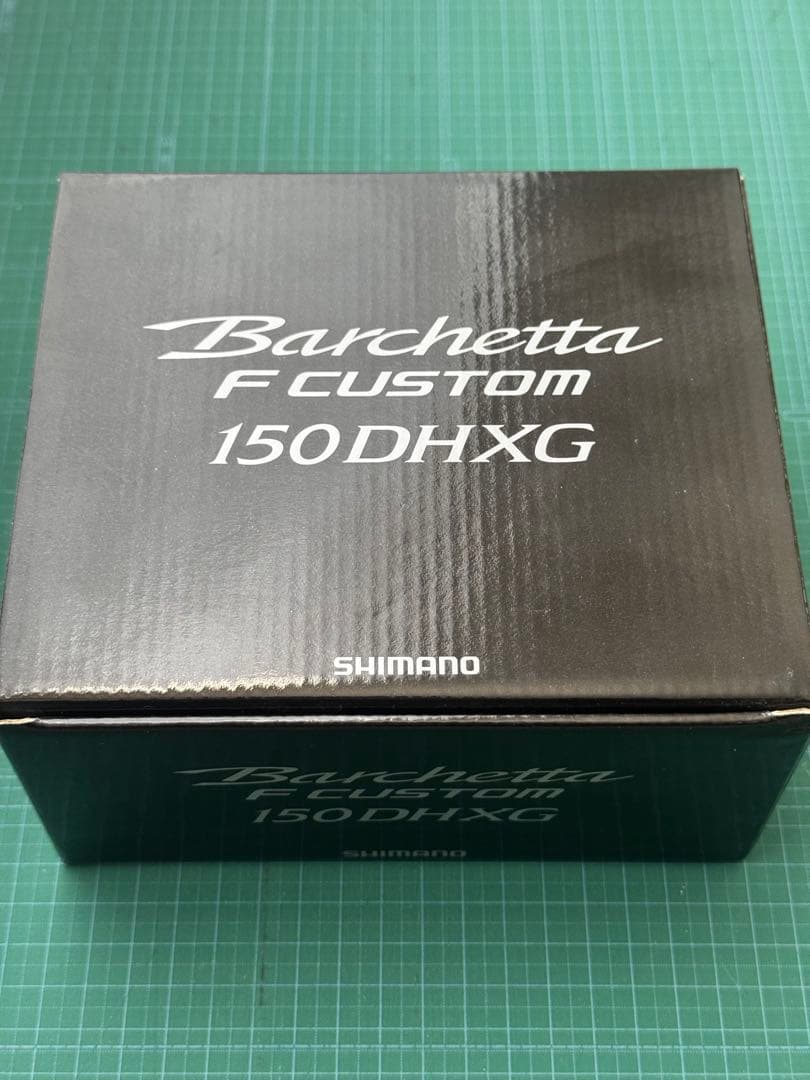 Barchetta
F CUSTOM
150DHXG
SHIMANO
Barchetta
F CUSTOM
150DHXG
SHIMANO